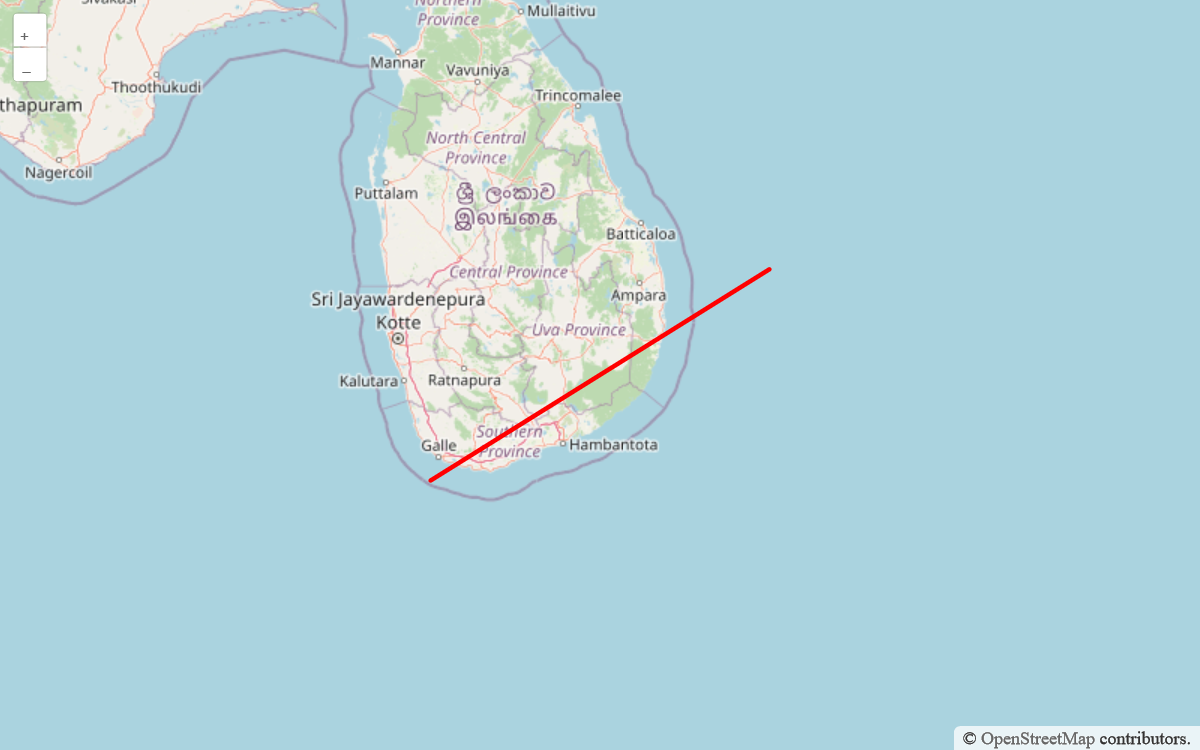 Sivakasi
Northern
Province
Mullaitivu
+
–
Mannar
Vavuniya
Thoothukudi
Trincomalee
thapuram
North Central
Province
Nagercoil
Puttalam
ශ්‍රී ලංකාව
இலங்கை
Batticaloa
Central Province
Ampara
Sri Jayawardenepura
Kotte
Uva Province
Kalutara
Ratnapura
Southern
Province
Galle
Hambantota
© OpenStreetMap contributors.